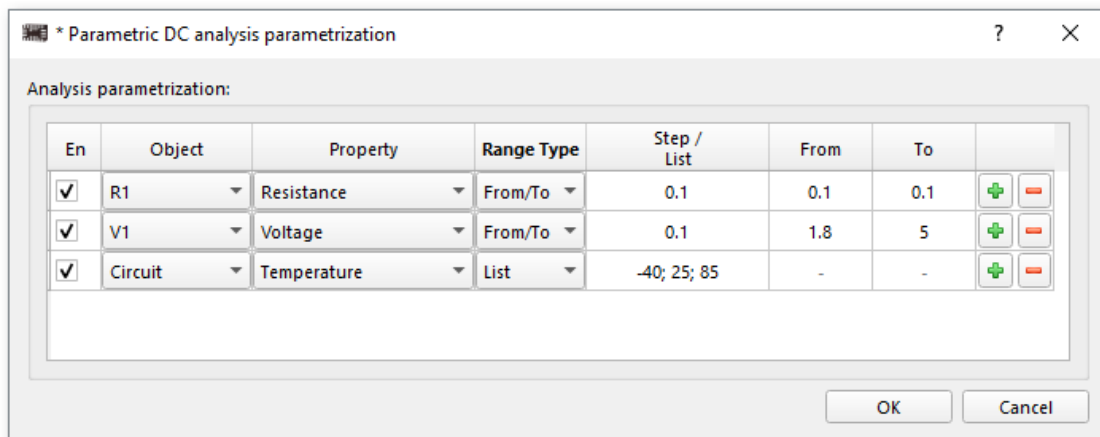 * Parametric DC analysis parametrization ?
Analysis parametrization:
En Object Property Range Type Step / List From To
R1 Resistance From/To 0.1 0.1 0.1
V1 Voltage From/To 0.1 1.8 5
Circuit Temperature List -40; 25; 85 - -
OK Cancel